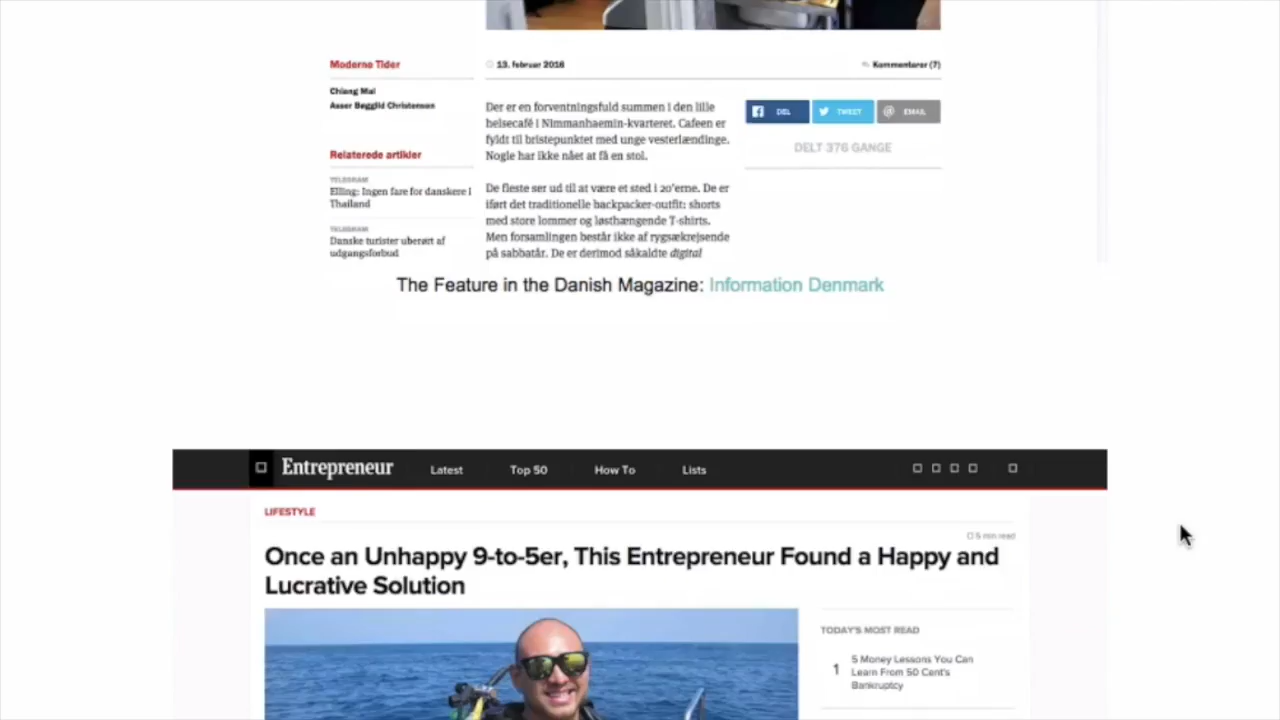 Moderne Tider
13. februar 2016
Kommentarer (7)
Chiang Mai
Asser Bøggild Christensen
Relaterede artikler
TELEGRAM
Elling: Ingen fare for danskere i
Thailand
TELEGRAM
Danske turister uberørt af
udgangsforbud
Der er en forventningsfuld summen i den lille
helsecafé i Nimmanhaemin-kvarteret. Cafeen er
fyldt til bristepunktet med unge vesterlændinge.
Nogle har ikke nået at få en stol.
De fleste ser ud til at være et sted i 20'erne. De er
iført det traditionelle backpacker-outfit: shorts
med store lommer og løsthængende T-shirts.
Men forsamlingen består ikke af rygsækrejsende
på sabbatår. De er derimod såkaldte digital
DEL
TWEET
EMAIL
DELT 376 GANGE
The Feature in the Danish Magazine: Information Denmark
Entrepreneur
Latest
Top 50
How To
Lists
LIFESTYLE
5 min read
Once an Unhappy 9-to-5er, This Entrepreneur Found a Happy and
Lucrative Solution
TODAY'S MOST READ
1
5 Money Lessons You Can
Learn From 50 Cent's
Bankruptcy